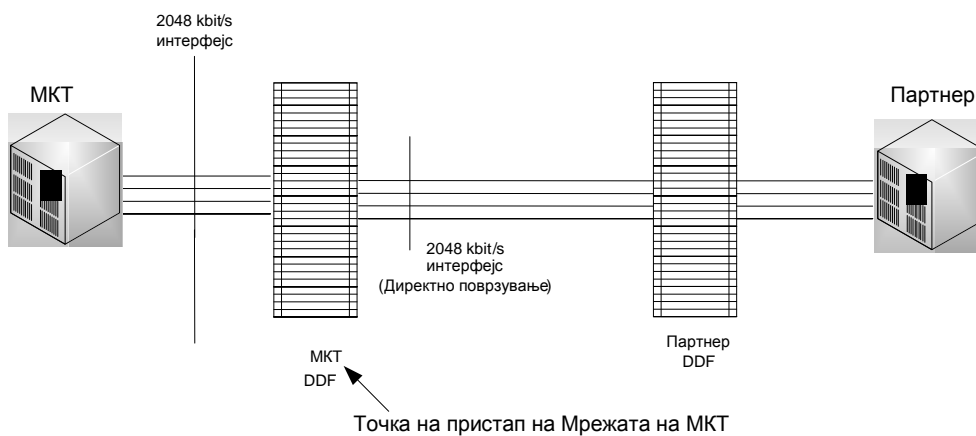 2048 kbit/s
интерфејс
МКТ
Партнер
2048 kbit/s
интерфејс
(Директно поврзување)
МКТ
DDF
Партнер
DDF
Точка на пристап на Мрежата на МКТ